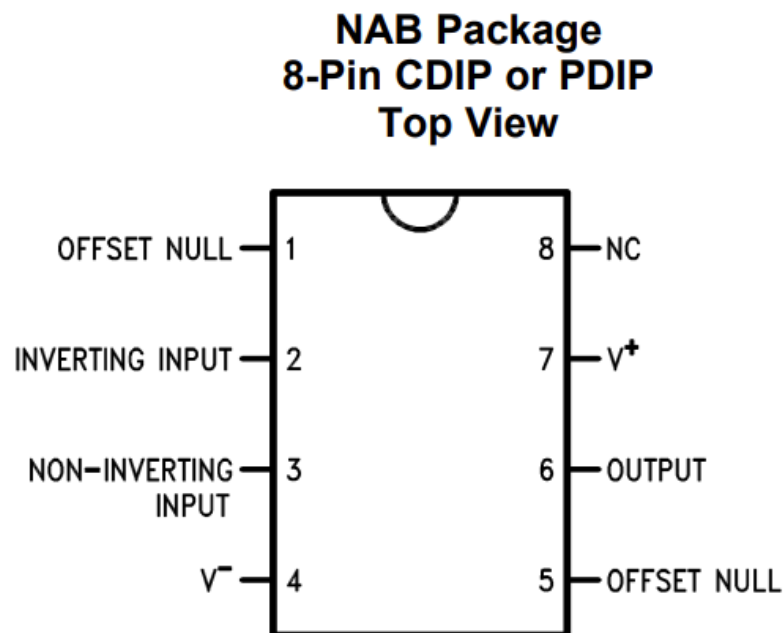 NAB Package
8-Pin CDIP or PDIP
Top View
OFFSET NULL 1 8 NC
INVERTING INPUT 2 7 V+
NON-INVERTING INPUT 3 6 OUTPUT
V- 4 5 OFFSET NULL